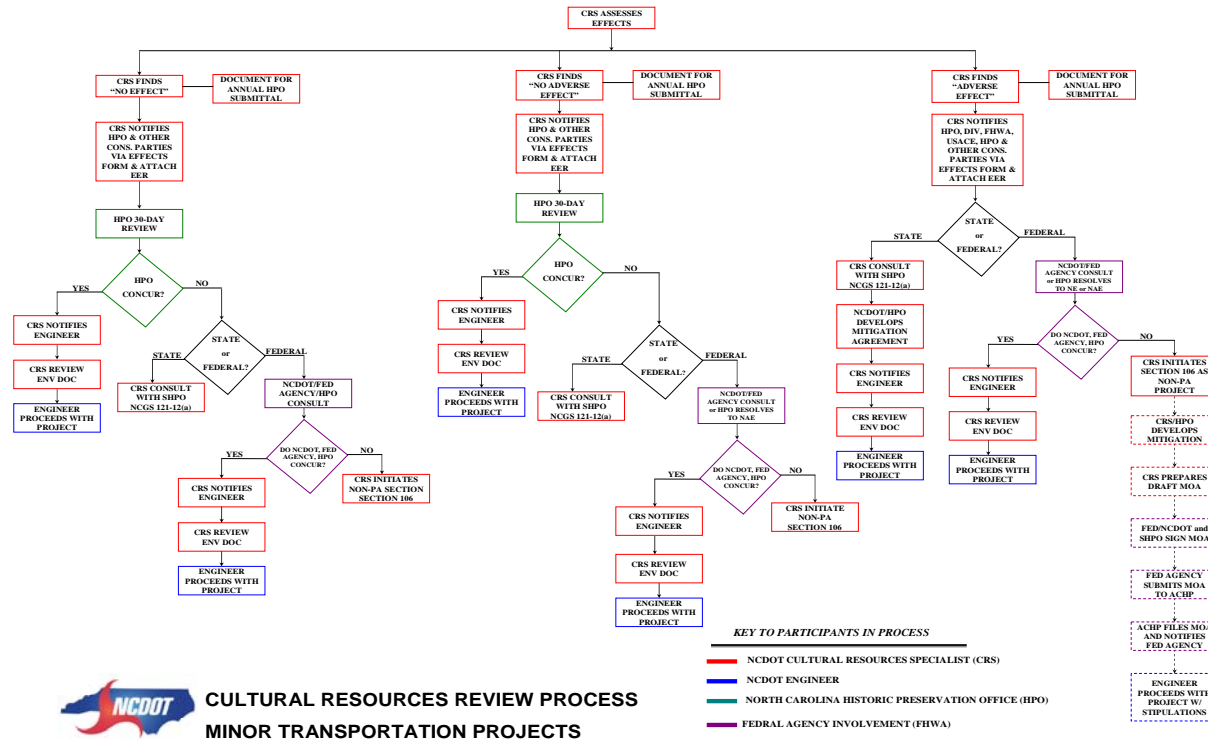 CRS ASSESSES
EFFECTS
CRS FINDS
“NO EFFECT”
DOCUMENT FOR
ANNUAL HPO
SUBMITTAL
CRS NOTIFIES
HPO & OTHER
CONS. PARTIES
VIA EFFECTS
FORM & ATTACH
EER
HPO 30-DAY
REVIEW
HPO
CONCUR?
YES
NO
CRS NOTIFIES
ENGINEER
CRS REVIEW
ENV DOC
ENGINEER
PROCEEDS WITH
PROJECT
STATE
or
FEDERAL?
STATE
FEDERAL
CRS CONSULT
WITH SHPO
NCGS 121-12(a)
NCDOT/FED
AGENCY/HPO
CONSULT
DO NCDOT, FED
AGENCY, HPO
CONCUR?
YES
NO
CRS NOTIFIES
ENGINEER
CRS REVIEW
ENV DOC
ENGINEER
PROCEEDS WITH
PROJECT
CRS INITIATES
NON-PA SECTION
SECTION 106
CRS FINDS
“NO ADVERSE
EFFECT”
DOCUMENT FOR
ANNUAL HPO
SUBMITTAL
CRS NOTIFIES
HPO & OTHER
CONS. PARTIES
VIA EFFECTS
FORM & ATTACH
EER
HPO 30-DAY
REVIEW
HPO
CONCUR?
YES
NO
CRS NOTIFIES
ENGINEER
CRS REVIEW
ENV DOC
ENGINEER
PROCEEDS WITH
PROJECT
STATE
or
FEDERAL?
STATE
FEDERAL
CRS CONSULT
WITH SHPO
NCGS 121-12(a)
NCDOT/FED
AGENCY CONSULT
or HPO RESOLVES
TO NAE
DO NCDOT, FED
AGENCY, HPO
CONCUR?
YES
NO
CRS NOTIFIES
ENGINEER
CRS REVIEW
ENV DOC
ENGINEER
PROCEEDS WITH
PROJECT
CRS INITIATE
NON-PA
SECTION 106
CRS FINDS
“ADVERSE
EFFECT”
DOCUMENT FOR
ANNUAL HPO
SUBMITTAL
CRS NOTIFIES
HPO, DIV, FHWA,
USACE, HPO &
OTHER CONS.
PARTIES VIA
EFFECTS FORM &
ATTACH EER
STATE
or
FEDERAL?
STATE
FEDERAL
CRS CONSULT
WITH SHPO
NCGS 121-12(a)
NCDOT/HPO
DEVELOPS
MITIGATION
AGREEMENT
CRS NOTIFIES
ENGINEER
CRS REVIEW
ENV DOC
ENGINEER
PROCEEDS WITH
PROJECT
NCDOT/FED
AGENCY CONSULT
or HPO RESOLVES
TO NE or NAE
DO NCDOT, FED
AGENCY, HPO
CONCUR?
YES
NO
CRS NOTIFIES
ENGINEER
CRS REVIEW
ENV DOC
ENGINEER
PROCEEDS WITH
PROJECT
CRS INITIATES
SECTION 106 AS
NON-PA
PROJECT
CRS/HPO
DEVELOPS
MITIGATION
CRS PREPARES
DRAFT MOA
FED/NCDOT and
SHPO SIGN MOA
FED AGENCY
SUBMITS MOA
TO ACHP
ACHP FILES MOA
AND NOTIFIES
FED AGENCY
ENGINEER
PROCEEDS WITH
PROJECT W/
STIPULATIONS
KEY TO PARTICIPANTS IN PROCESS
NCDOT CULTURAL RESOURCES SPECIALIST (CRS)
NCDOT ENGINEER
NORTH CAROLINA HISTORIC PRESERVATION OFFICE (HPO)
FEDRAL AGENCY INVOLVEMENT (FHWA)
NCDOT
CULTURAL RESOURCES REVIEW PROCESS
MINOR TRANSPORTATION PROJECTS